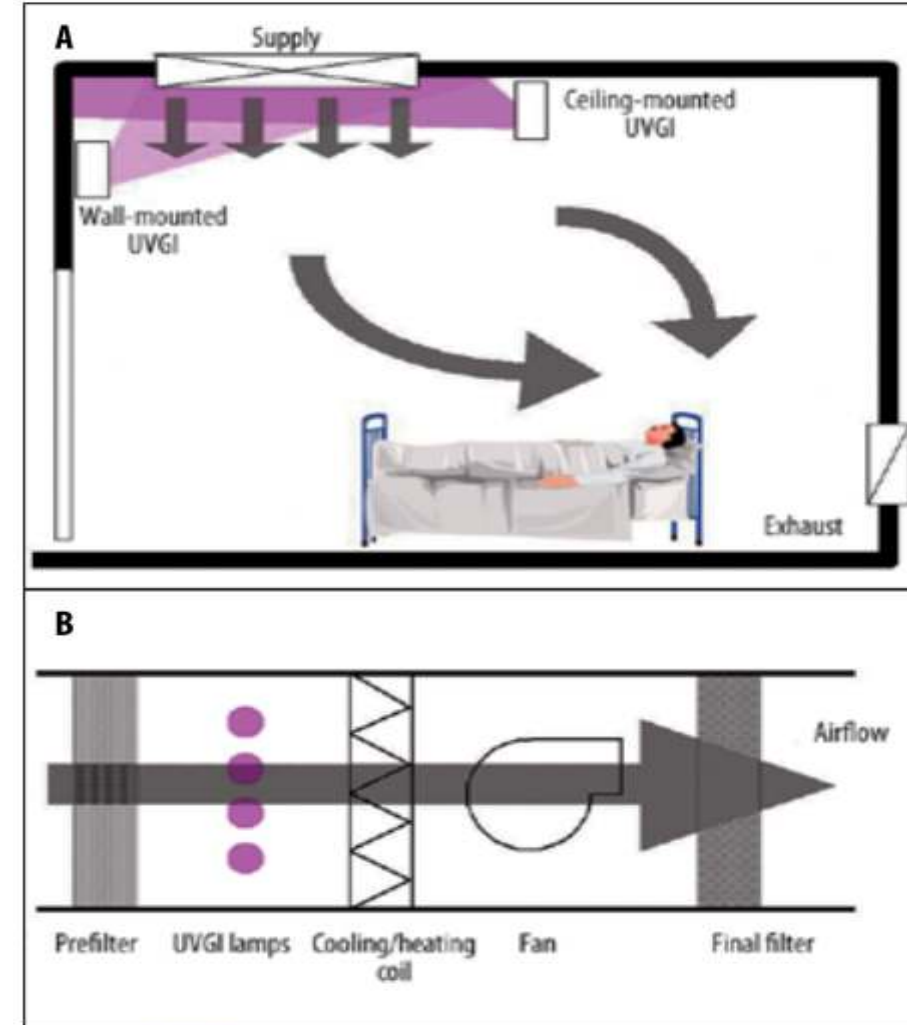 A
Supply
Ceiling-mounted
UVGI
Wall-mounted
UVGI
Exhaust
B
Airflow
Prefilter
UVGI lamps
Cooling/heating
coil
Fan
Final filter